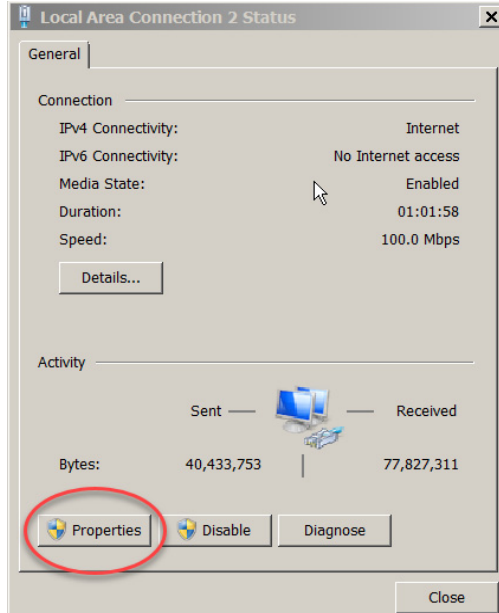 Local Area Connection 2 Status
General
Connection
IPv4 Connectivity: Internet
IPv6 Connectivity: No Internet access
Media State: Enabled
Duration: 01:01:58
Speed: 100.0 Mbps
Details...
Activity
Sent Received
Bytes: 40,433,753 77,827,311
Properties Disable Diagnose
Close